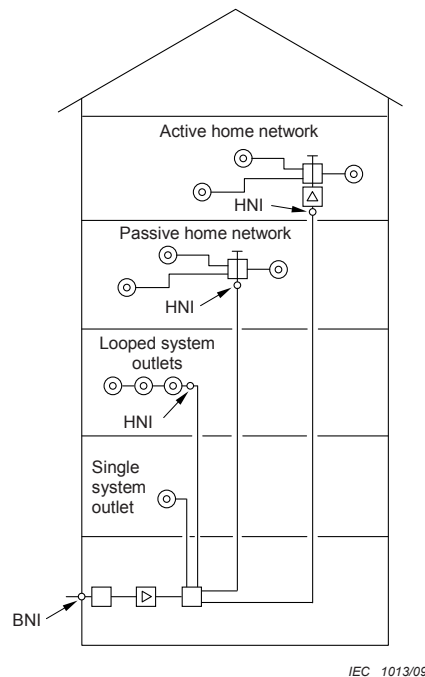 Active home network
HNI
Passive home network
HNI
Looped system
outlets
HNI
Single
system
outlet
BNI
IEC 1013/09